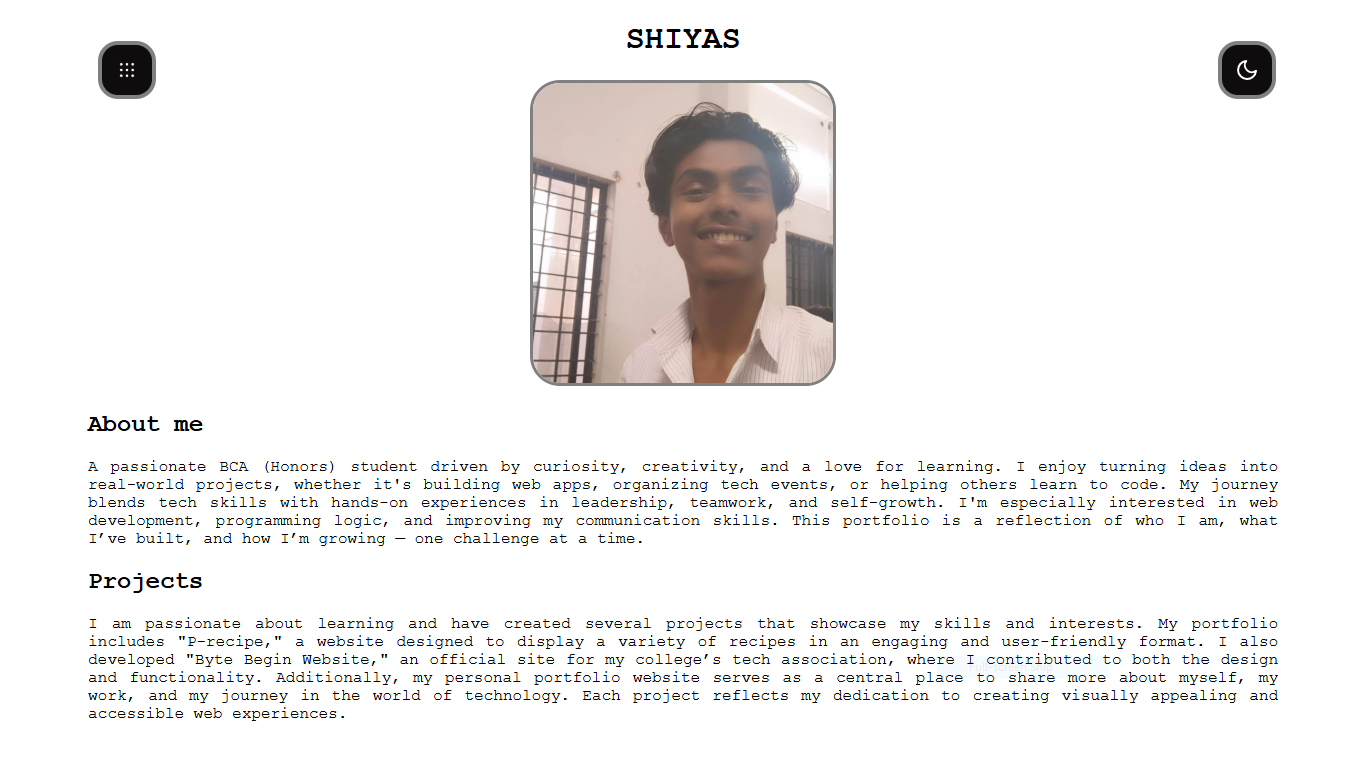 SHIYAS
About me
A passionate BCA (Honors) student driven by curiosity, creativity, and a love for learning. I enjoy turning ideas into
real-world projects, whether it's building web apps, organizing tech events, or helping others learn to code. My journey
blends tech skills with hands-on experiences in leadership, teamwork, and self-growth. I'm especially interested in web
development, programming logic, and improving my communication skills. This portfolio is a reflection of who I am, what
I’ve built, and how I’m growing — one challenge at a time.
Projects
I am passionate about learning and have created several projects that showcase my skills and interests. My portfolio
includes "P-recipe," a website designed to display a variety of recipes in an engaging and user-friendly format. I also
developed "Byte Begin Website," an official site for my college’s tech association, where I contributed to both the design
and functionality. Additionally, my personal portfolio website serves as a central place to share more about myself, my
work, and my journey in the world of technology. Each project reflects my dedication to creating visually appealing and
accessible web experiences.